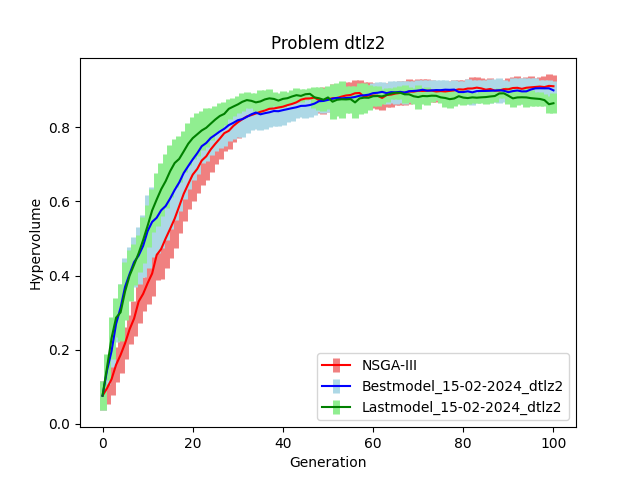 Problem dtlz2
Hypervolume
0.8
0.6
0.4
0.2
0.0
0 20 40 60 80 100
Generation
NSGA-III
Bestmodel_15-02-2024_dtlz2
Lastmodel_15-02-2024_dtlz2